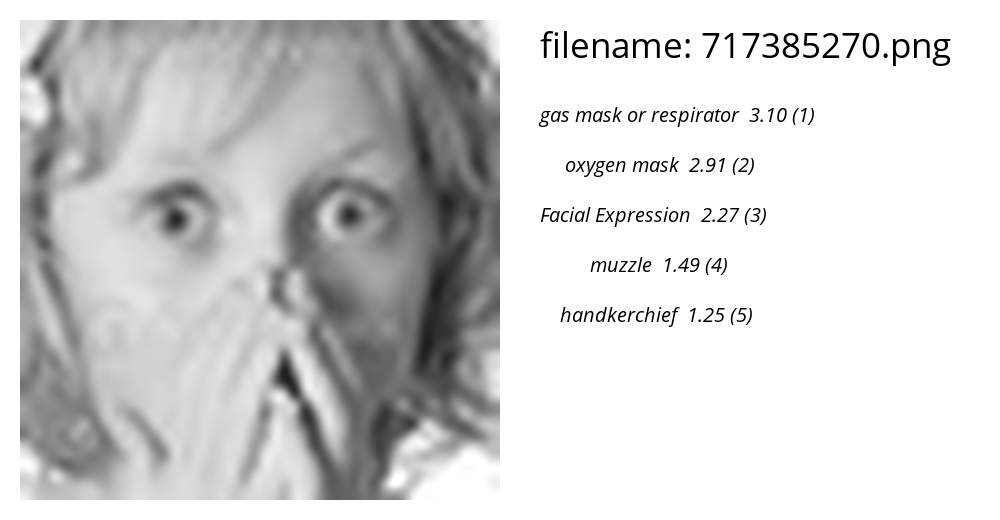 filename: 717385270.png
gas mask or respirator 3.10 (1)
oxygen mask 2.91 (2)
Facial Expression 2.27 (3)
muzzle 1.49 (4)
handkerchief 1.25 (5)